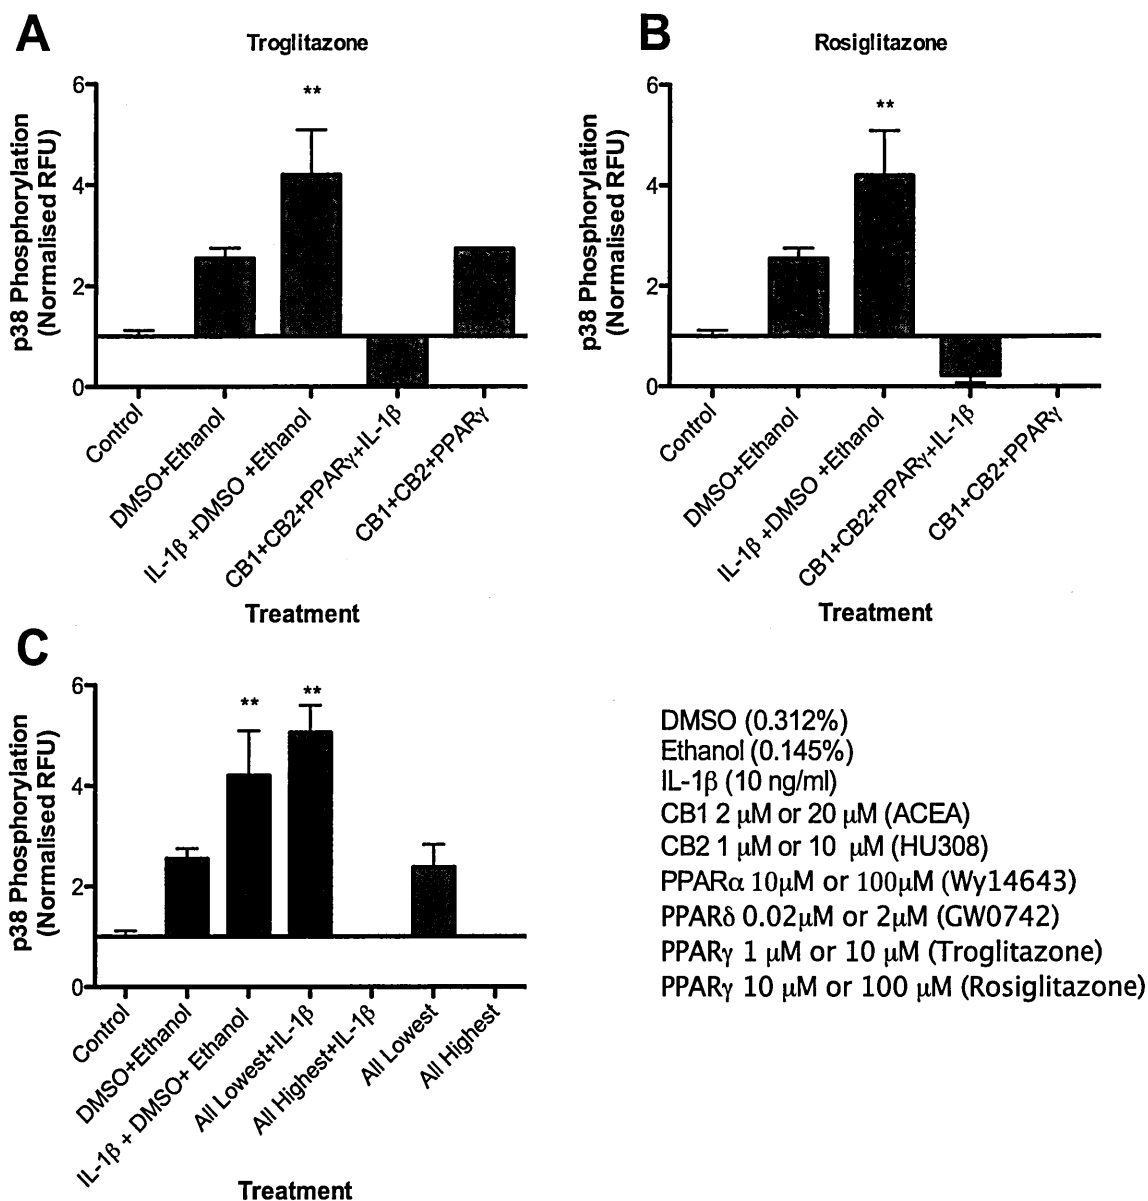 A
Troglitazone
6
4
2
0
p38 Phosphorylation
(Normalised RFU)
**
Control
DMSO+Ethanol
IL-1β +DMSO +Ethanol
CB1+CB2+PPARγ+IL-1β
CB1+CB2+PPARγ
Treatment
B
Rosiglitazone
6
4
2
0
p38 Phosphorylation
(Normalised RFU)
**
Control
DMSO+Ethanol
IL-1β +DMSO +Ethanol
CB1+CB2+PPARγ+IL-1β
CB1+CB2+PPARγ
Treatment
C
6
4
2
0
p38 Phosphorylation
(Normalised RFU)
**
**
Control
DMSO+Ethanol
IL-1β + DMSO+ Ethanol
All Lowest+IL-1β
All Highest+IL-1β
All Lowest
All Highest
Treatment
DMSO (0.312%)
Ethanol (0.145%)
IL-1β (10 ng/ml)
CB1 2 μM or 20 μM (ACEA)
CB2 1 μM or 10 μM (HU308)
PPARα 10μM or 100μM (Wy14643)
PPARδ 0.02μM or 2μM (GW0742)
PPARγ 1 μM or 10 μM (Troglitazone)
PPARγ 10 μM or 100 μM (Rosiglitazone)